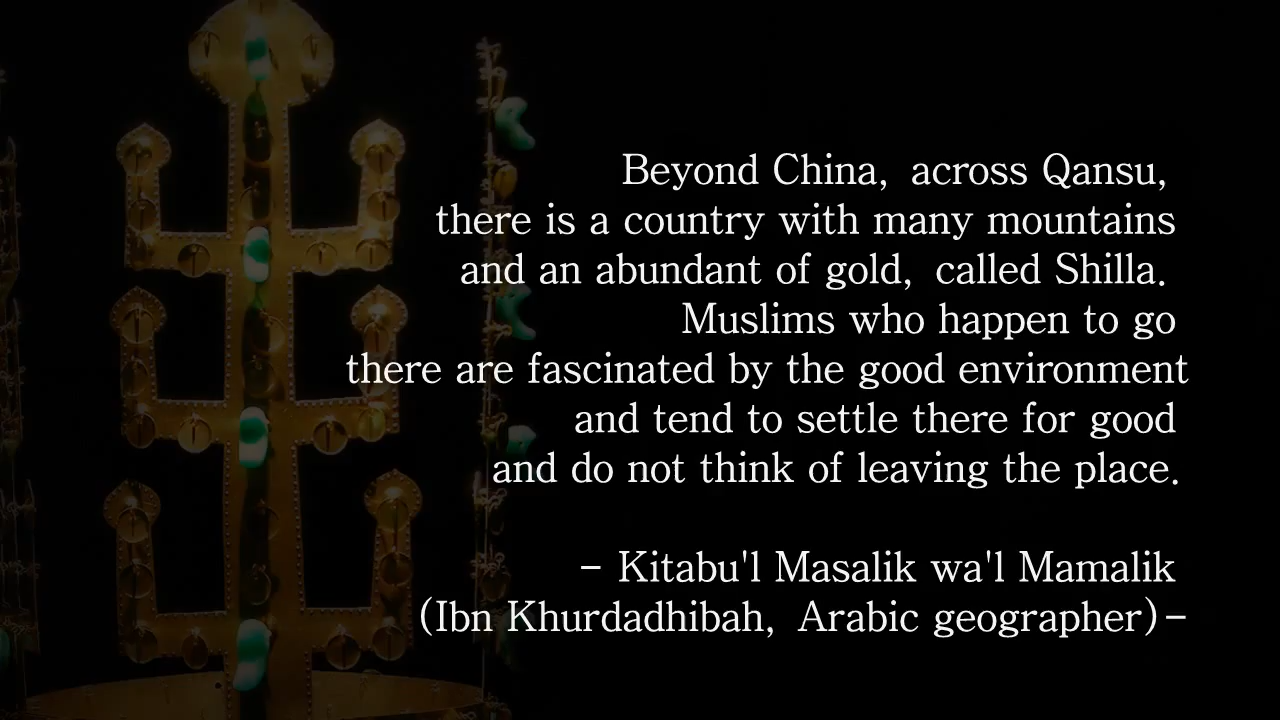 Beyond China, across Qansu,
there is a country with many mountains
and an abundant of gold, called Shilla.
Muslims who happen to go
there are fascinated by the good environment
and tend to settle there for good
and do not think of leaving the place.
- Kitabu'l Masalik wa'l Mamalik
(Ibn Khurdadhibah, Arabic geographer)-